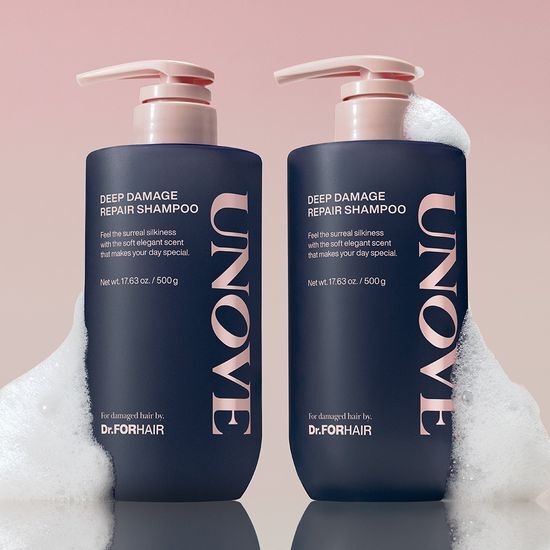 DEEP DAMAGE
REPAIR SHAMPOO
Feel the surreal silkiness
with the soft elegant scent
that makes your day special.
Net wt. 17.63 oz. / 500 g
UNOVE
For damaged hair by.
Dr.FORHAIR
DEEP DAMAGE
REPAIR SHAMPOO
Feel the surreal silkiness
with the soft elegant scent
that makes your day special.
Net wt. 17.63 oz. / 500 g
UNOVE
For damaged hair by.
Dr.FORHAIR